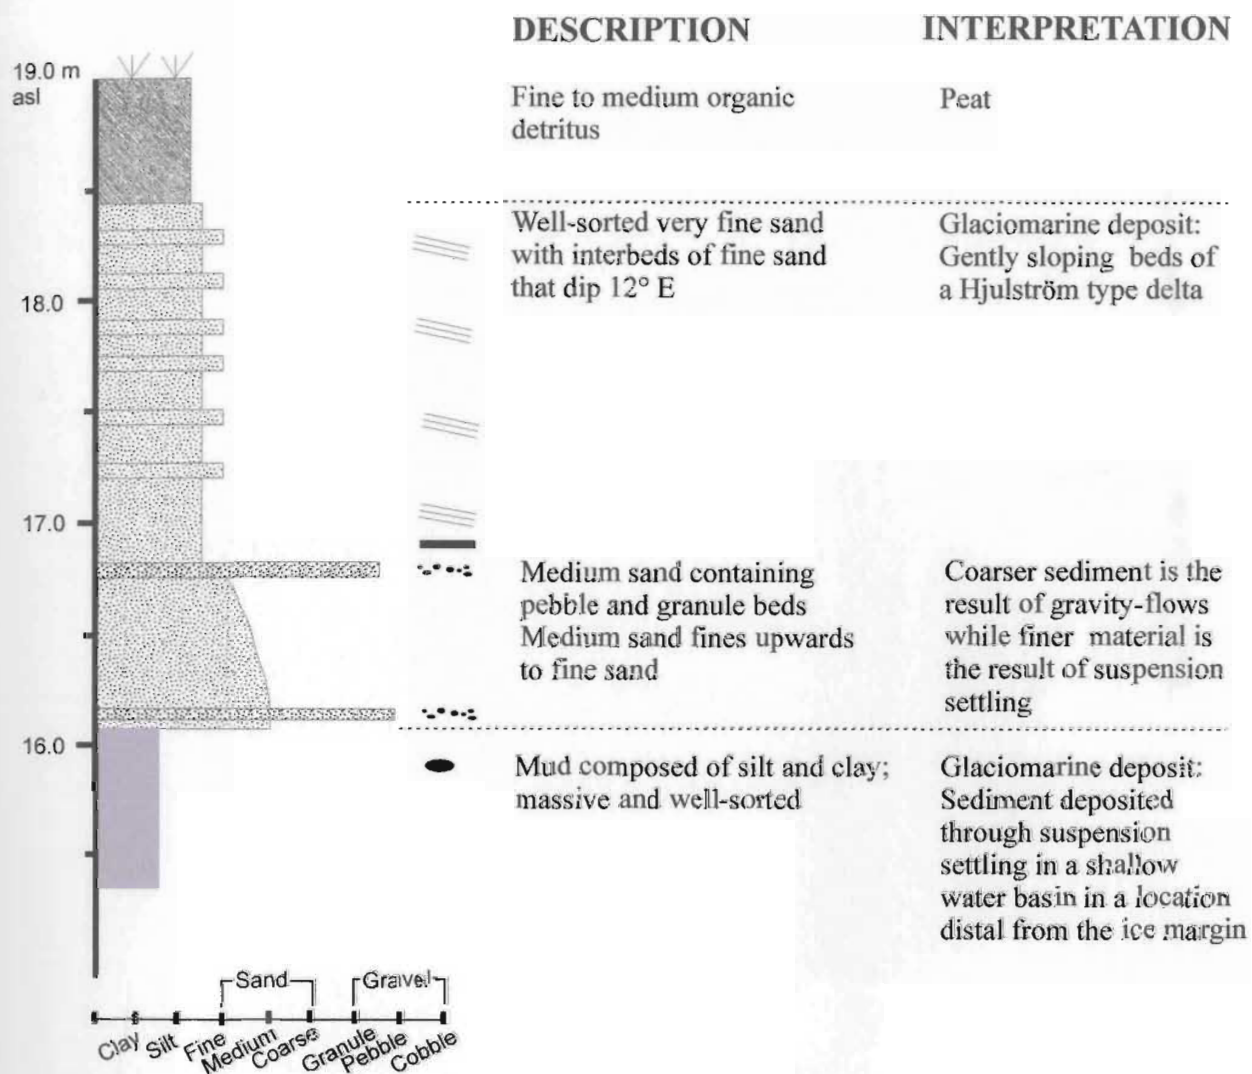 DESCRIPTION
INTERPRETATION
19.0 m
asl
Fine to medium organic
detritus
Peat
Well-sorted very fine sand
with interbeds of fine sand
that dip 12° E
Glaciomarine deposit:
Gently sloping beds of
a Hjulström type delta
18.0
17.0
Medium sand containing
pebble and granule beds
Medium sand fines upwards
to fine sand
Coarser sediment is the
result of gravity-flows
while finer material is
the result of suspension
settling
16.0
Mud composed of silt and clay;
massive and well-sorted
Glaciomarine deposit:
Sediment deposited
through suspension
settling in a shallow
water basin in a location
distal from the ice margin
Sand
Gravel
Clay
Silt
Fine
Medium
Coarse
Granule
Pebble
Cobble